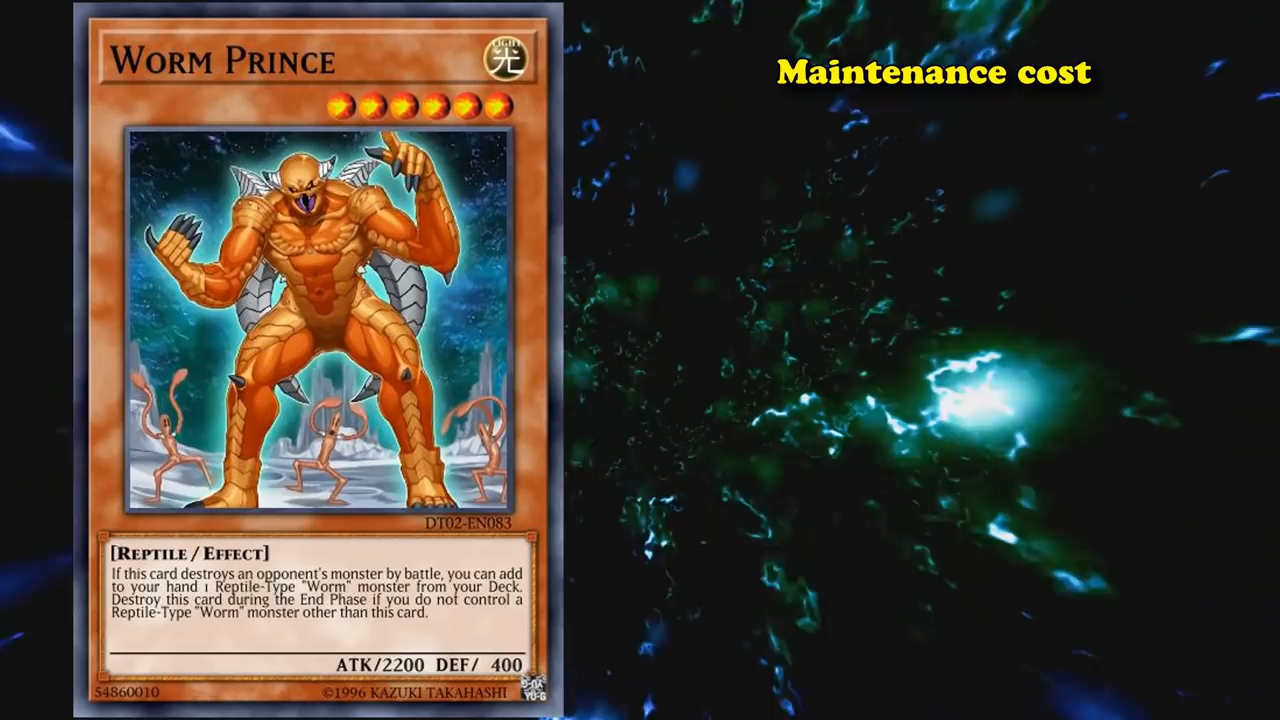 Worm Prince
LIGHT
光
Maintenance cost
DT02-EN083
[Reptile / Effect]
If this card destroys an opponent's monster by battle, you can add
to your hand 1 Reptile-Type "Worm" monster from your Deck.
Destroy this card during the End Phase if you do not control a
Reptile-Type "Worm" monster other than this card.
ATK/2200 DEF/ 400
54860010
©1996 KAZUKI TAKAHASHI